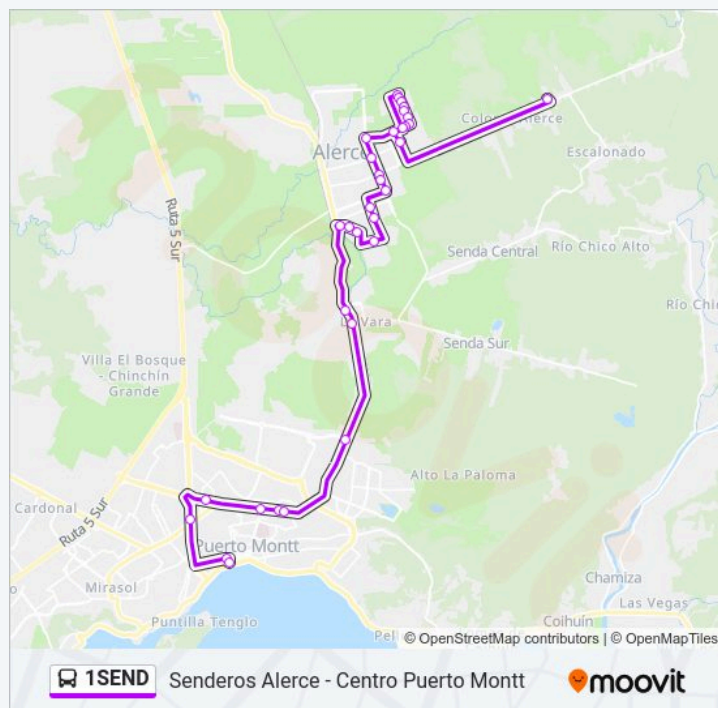 Colonia Alerce
Alerce
Escalonado
Ruta 5 Sur
Senda Central
Río Chico Alto
Río Chico
La Vara
Senda Sur
Villa El Bosque
- Chinchín
Grande
Alto La Paloma
Cardonal
Ruta 5 Sur
Puerto Montt
Mirasol
Chamiza
Las Vegas
Puntilla Tenglo
Coihuín
Pel
© OpenStreetMap contributors | © OpenMapTiles
1SEND
Senderos Alerce - Centro Puerto Montt
moovit